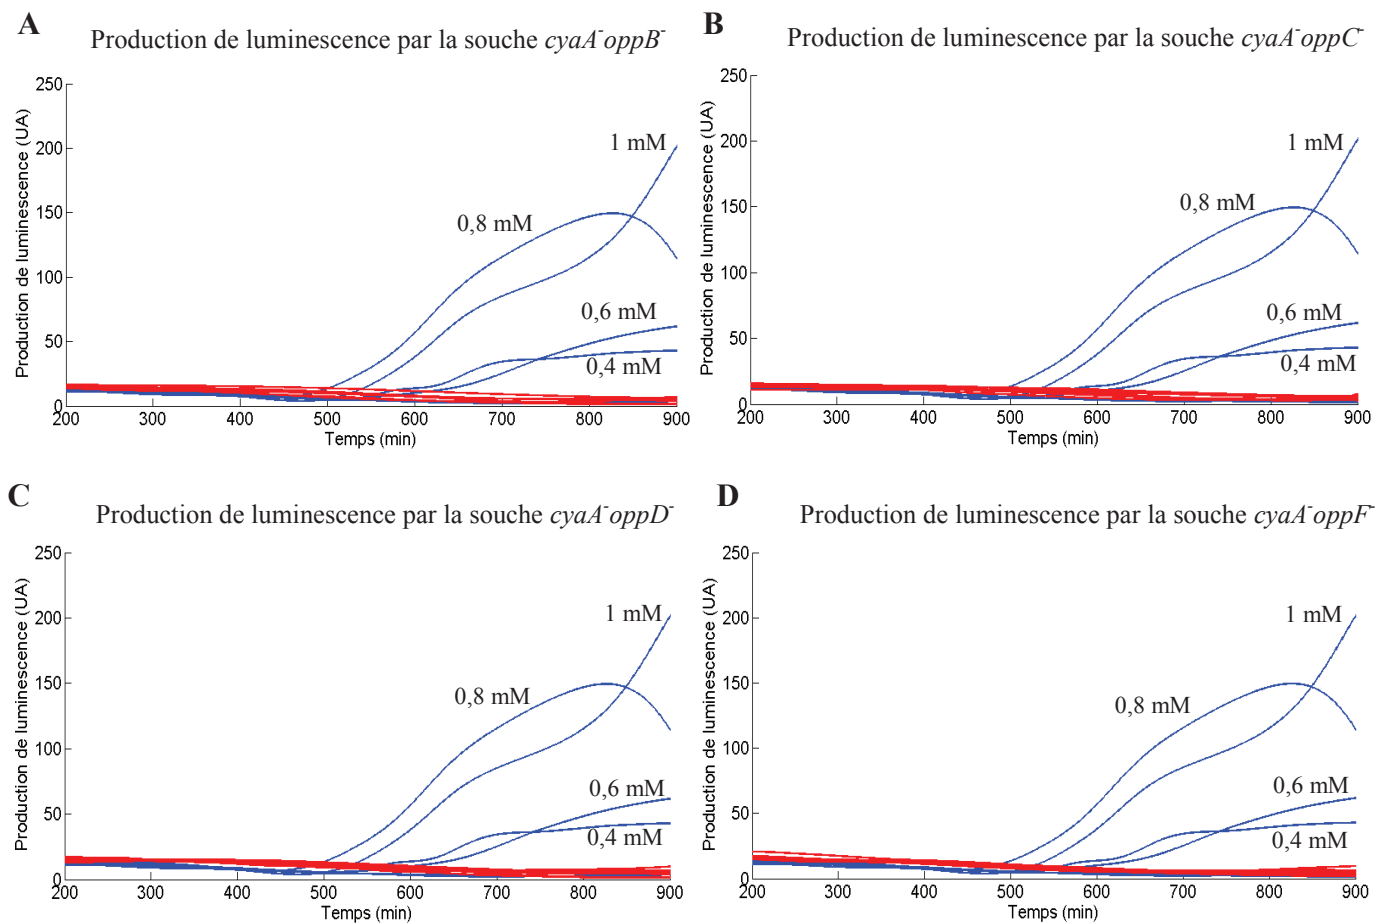 A
Production de luminescence par la souche cyaA⁻oppB⁻
Production de luminescence (UA)
250
200
150
100
50
0
1 mM
0,8 mM
0,6 mM
0,4 mM
200 300 400 500 600 700 800 900
Temps (min)
B
Production de luminescence par la souche cyaA⁻oppC⁻
Production de luminescence (UA)
250
200
150
100
50
0
1 mM
0,8 mM
0,6 mM
0,4 mM
200 300 400 500 600 700 800 900
Temps (min)
C
Production de luminescence par la souche cyaA⁻oppD⁻
Production de luminescence (UA)
250
200
150
100
50
0
1 mM
0,8 mM
0,6 mM
0,4 mM
200 300 400 500 600 700 800 900
Temps (min)
D
Production de luminescence par la souche cyaA⁻oppF⁻
Production de luminescence (UA)
250
200
150
100
50
0
1 mM
0,8 mM
0,6 mM
0,4 mM
200 300 400 500 600 700 800 900
Temps (min)